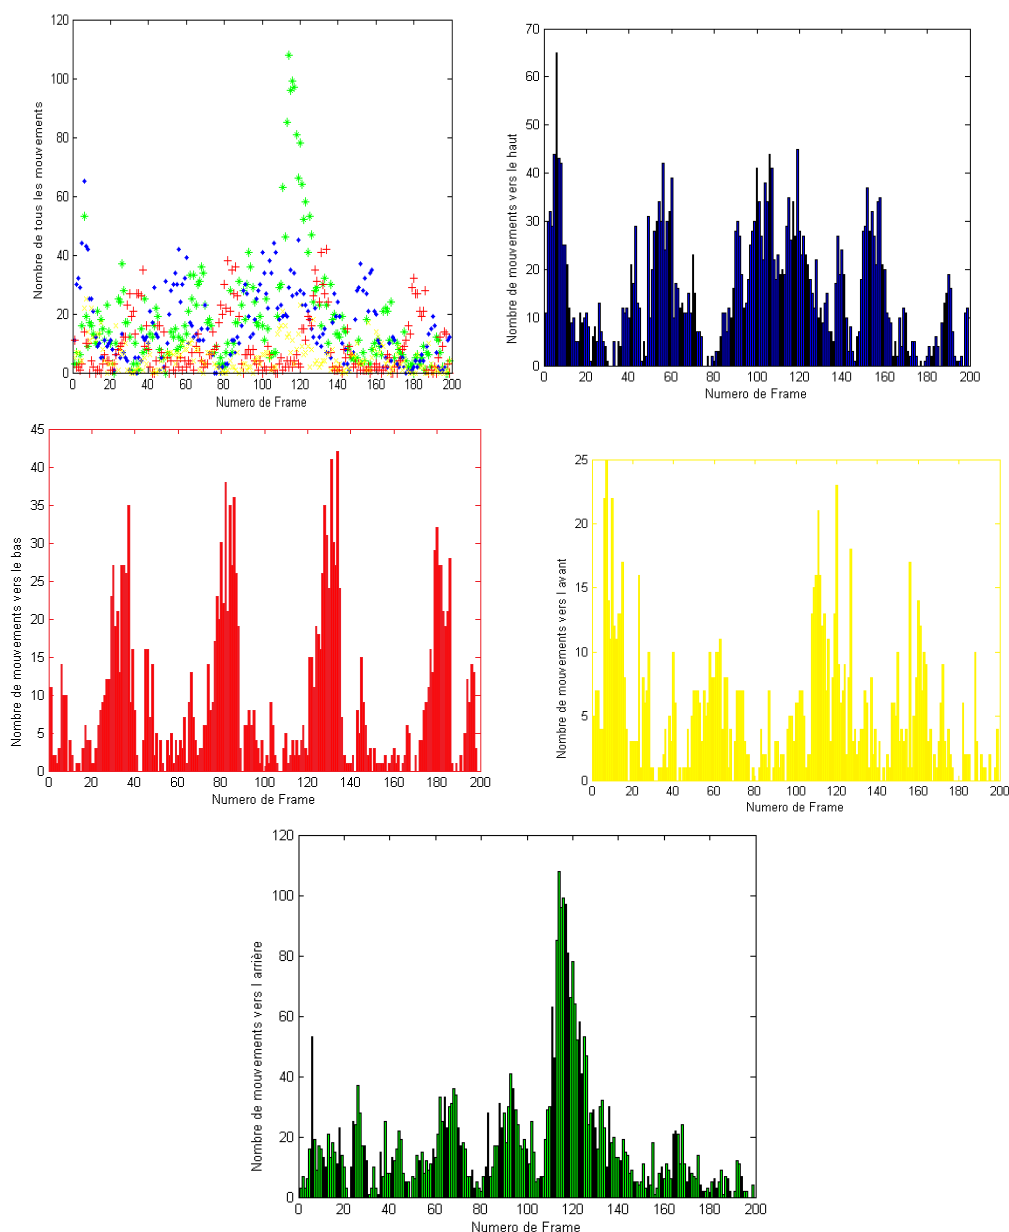 Nombre de tous les mouvements
120
100
80
60
40
20
0
0 20 40 60 80 100 120 140 160 180 200
Numero de Frame
Nombre de mouvements vers le haut
70
60
50
40
30
20
10
0
0 20 40 60 80 100 120 140 160 180 200
Numero de Frame
Nombre de mouvements vers le bas
45
40
35
30
25
20
15
10
5
0
0 20 40 60 80 100 120 140 160 180 200
Numero de Frame
Nombre de mouvements vers l avant
25
20
15
10
5
0
0 20 40 60 80 100 120 140 160 180 200
Numero de Frame
Nombre de mouvements vers l arrière
120
100
80
60
40
20
0
0 20 40 60 80 100 120 140 160 180 200
Numero de Frame